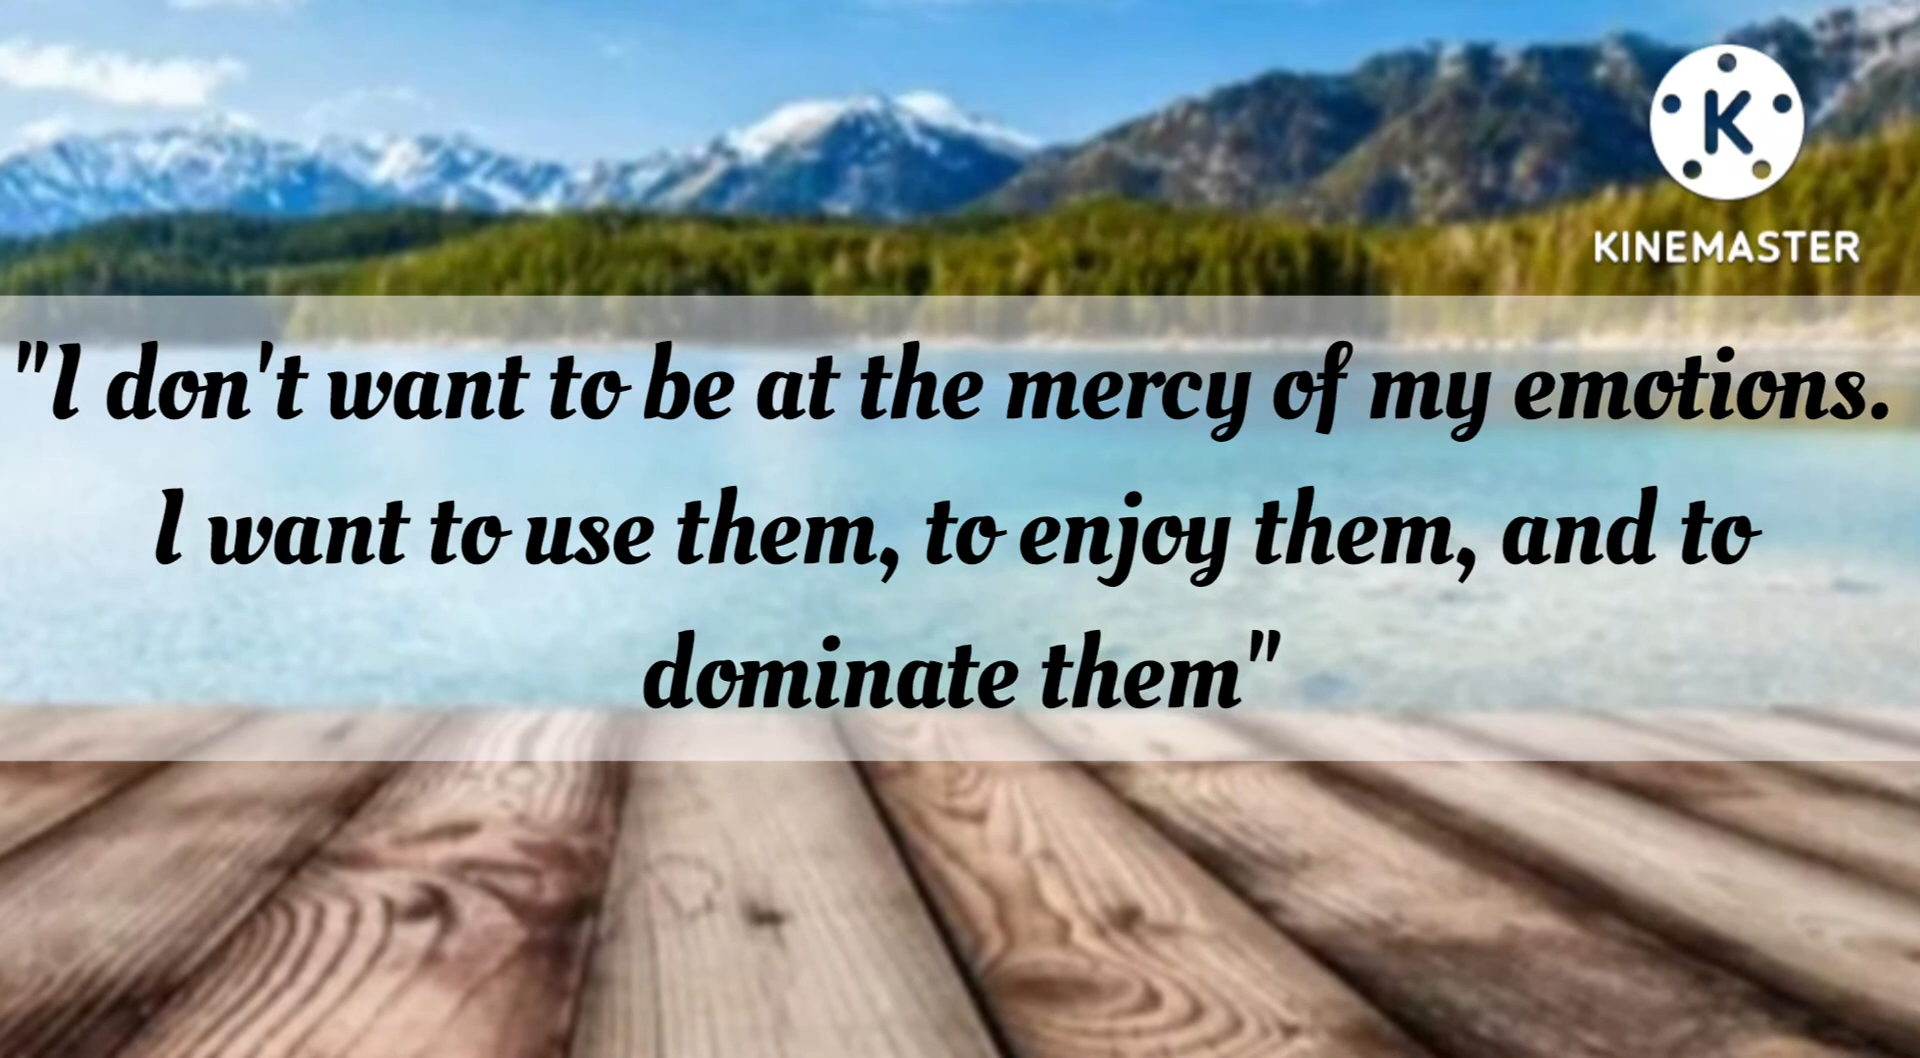 K
KINEMASTER
"I don't want to be at the mercy of my emotions.
I want to use them, to enjoy them, and to
dominate them"